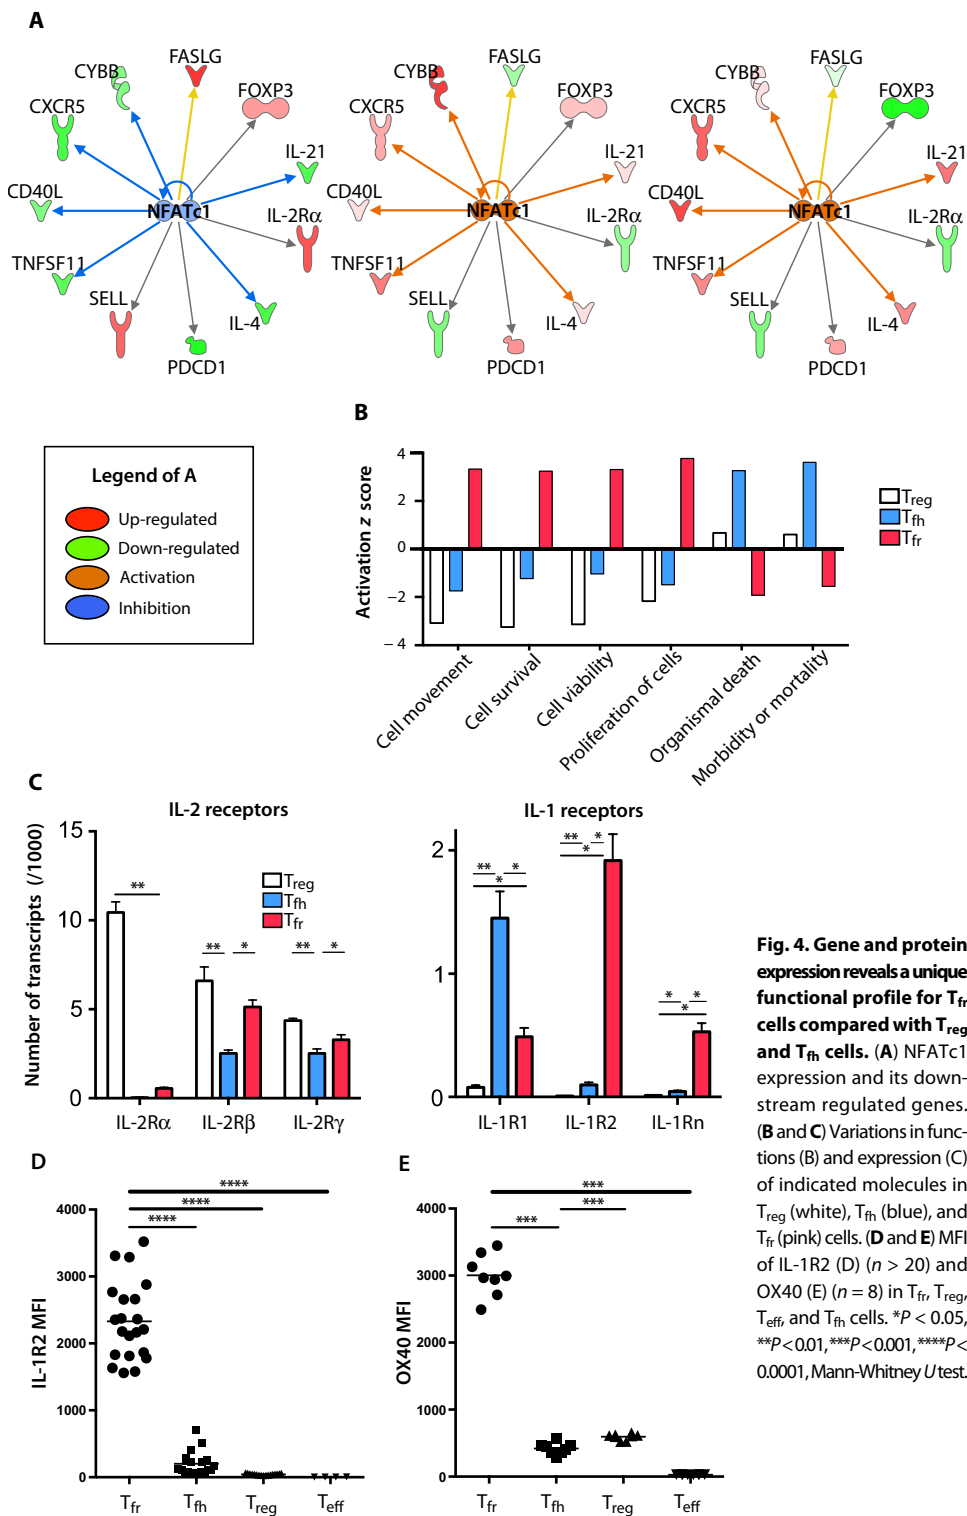 A
CYBB
FASLG
FOXP3
CXCR5
IL-21
CD40L
NFATc1
IL-2Rα
TNFSF11
SELL
IL-4
PDCD1
CYBB
FASLG
FOXP3
CXCR5
IL-21
CD40L
NFATc1
IL-2Rα
TNFSF11
SELL
IL-4
PDCD1
CYBB
FASLG
FOXP3
CXCR5
IL-21
CD40L
NFATc1
IL-2Rα
TNFSF11
SELL
IL-4
PDCD1
Legend of A
Up-regulated
Down-regulated
Activation
Inhibition
B
Activation z score
4
2
0
−2
−4
Treg
Tfh
Tfr
Cell movement
Cell survival
Cell viability
Proliferation of cells
Organismal death
Morbidity or mortality
C
IL-2 receptors
Number of transcripts (/1000)
15
10
5
0
**
** *
** *
Treg
Tfh
Tfr
IL-2Rα IL-2Rβ IL-2Rγ
IL-1 receptors
2
1
0
** *
*
** *
*
* *
*
IL-1R1 IL-1R2 IL-1Rn
D
IL-1R2 MFI
4000
3000
2000
1000
0
****
****
****
Tfr Tfh Treg Teff
E
OX40 MFI
4000
3000
2000
1000
0
***
***
***
Tfr Tfh Treg Teff
Fig. 4. Gene and protein
expression reveals a unique
functional profile for Tfr
cells compared with Treg
and Tfh cells. (A) NFATc1
expression and its down-
stream regulated genes.
(B and C) Variations in func-
tions (B) and expression (C)
of indicated molecules in
Treg (white), Tfh (blue), and
Tfr (pink) cells. (D and E) MFI
of IL-1R2 (D) (n > 20) and
OX40 (E) (n = 8) in Tfr, Treg,
Teff, and Tfh cells. *P < 0.05,
**P < 0.01, ***P < 0.001, ****P <
0.0001, Mann-Whitney U test.